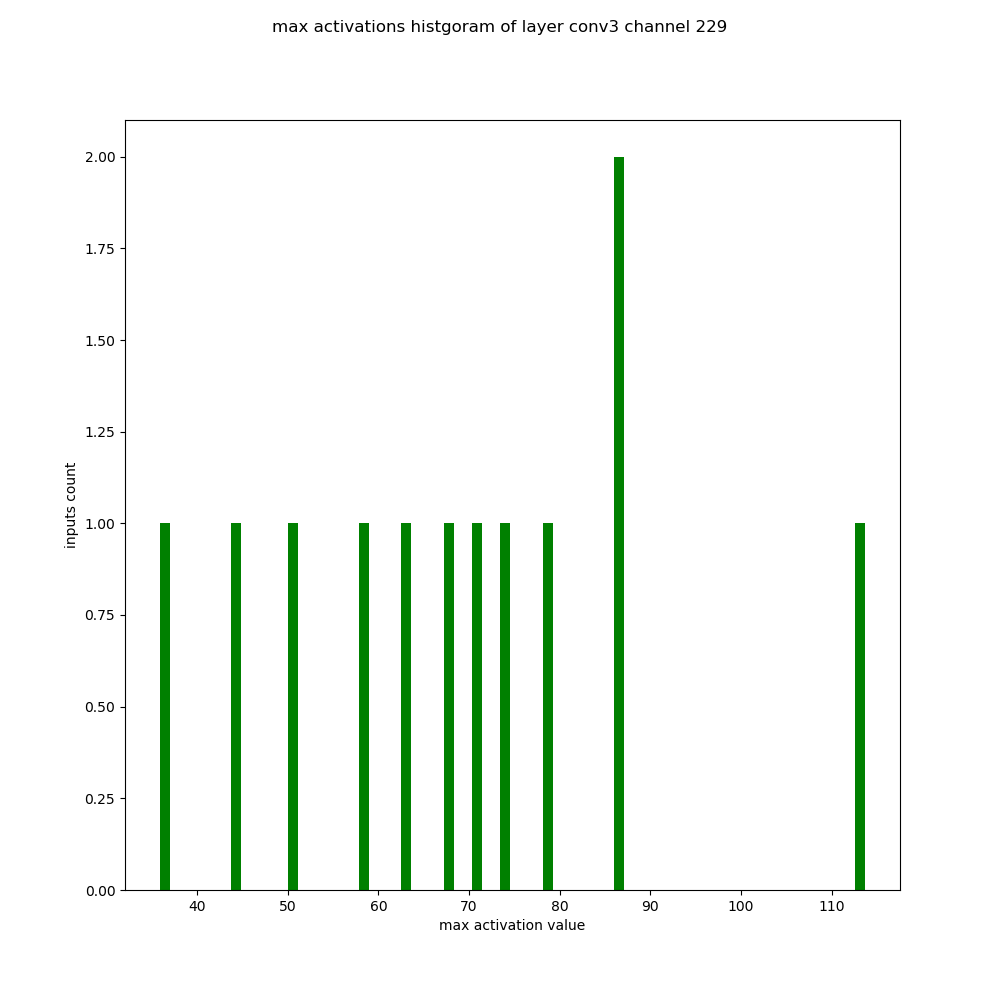 max activations histgoram of layer conv3 channel 229
2.00
1.75
1.50
1.25
1.00
0.75
0.50
0.25
0.00
inputs count
40 50 60 70 80 90 100 110
max activation value